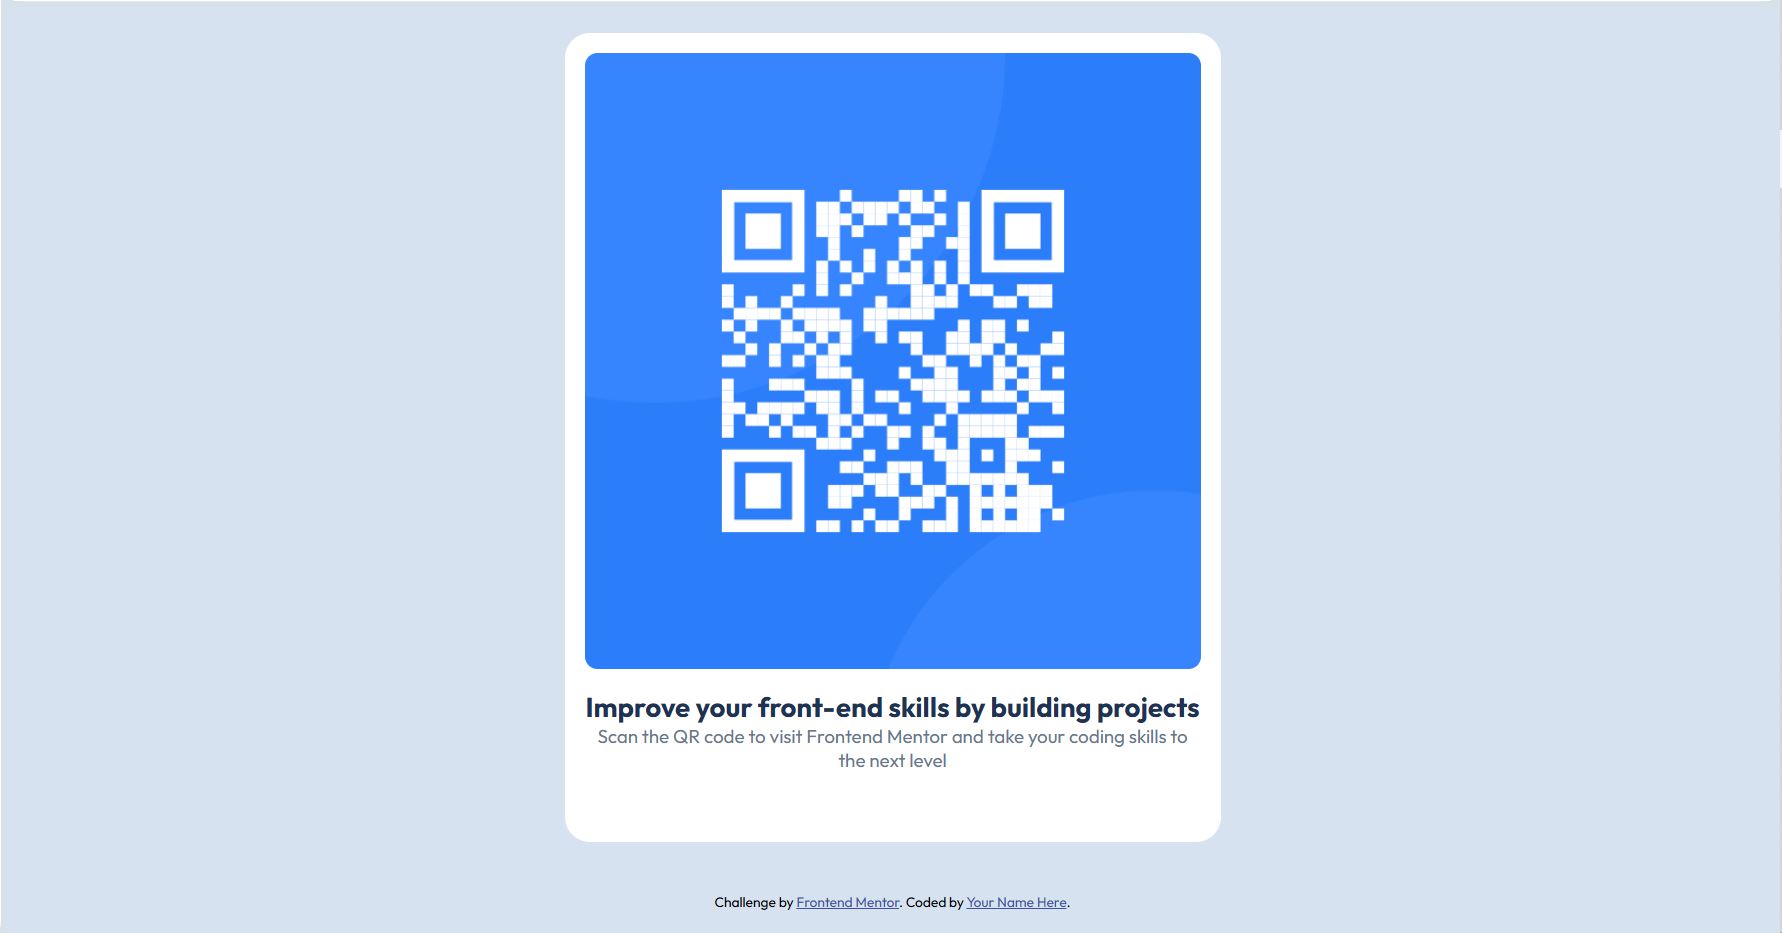 Improve your front-end skills by building projects
Scan the QR code to visit Frontend Mentor and take your coding skills to
the next level
Challenge by Frontend Mentor. Coded by Your Name Here.